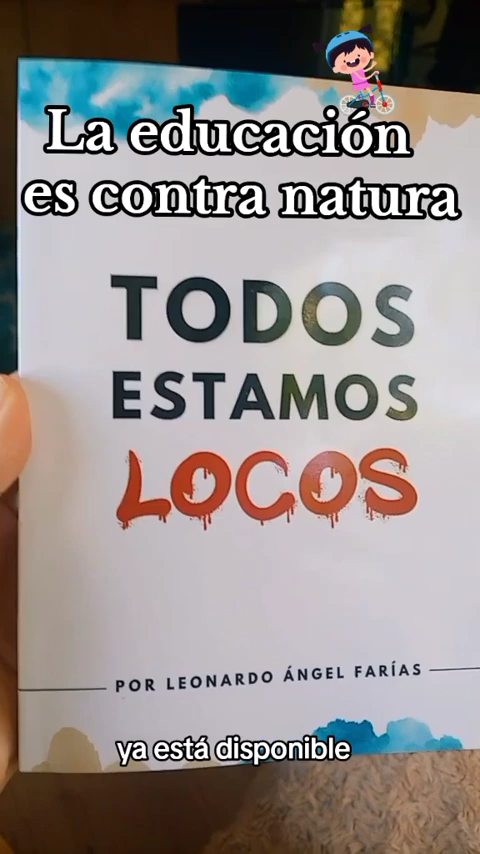 La educación
es contra natura
TODOS
ESTAMOS
LOCOS
POR LEONARDO ÁNGEL FARÍAS
ya está disponible